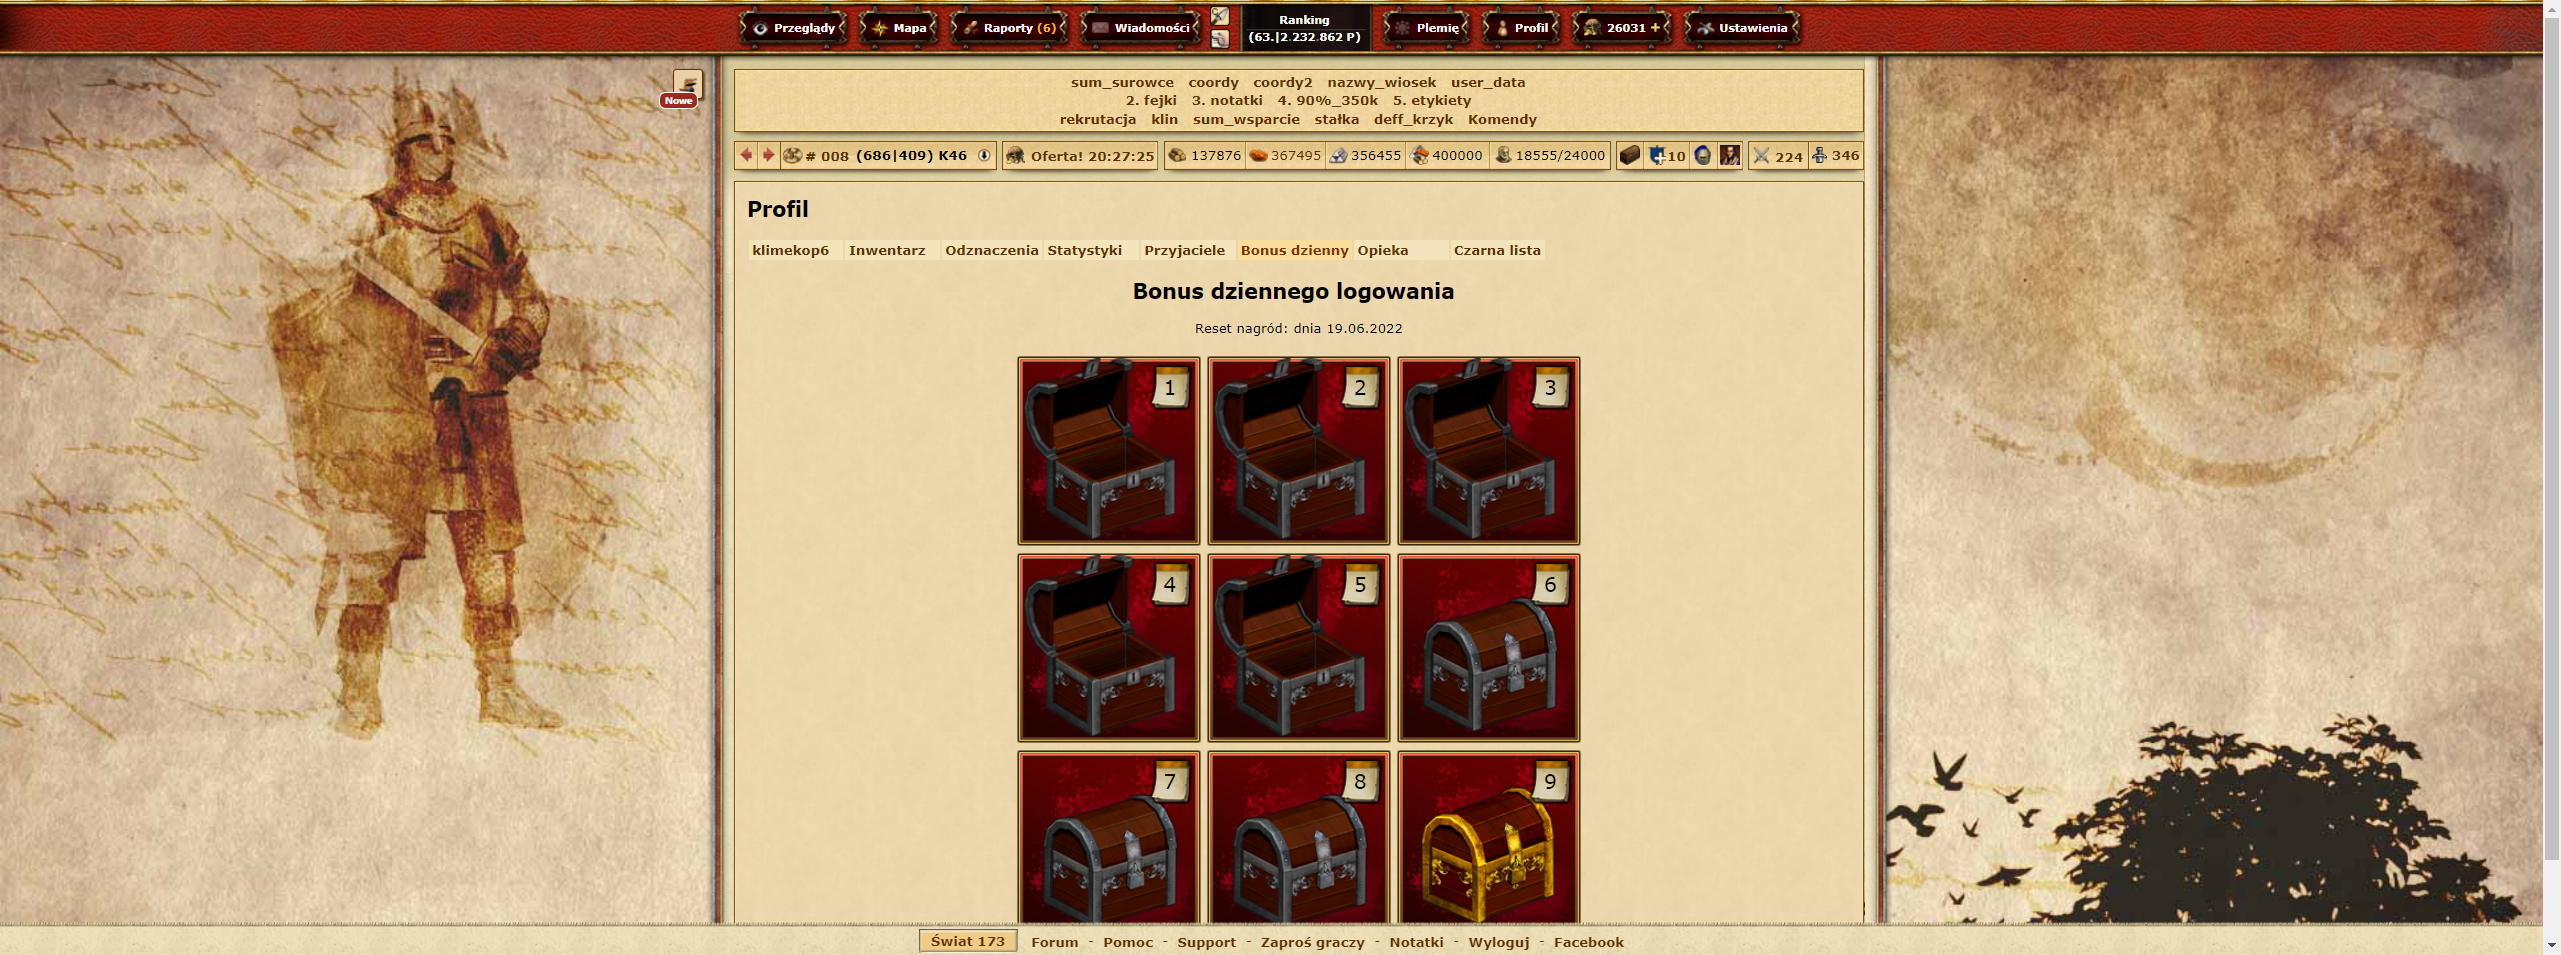 Przeglądy Mapa Raporty (6) Wiadomości Ranking Plemię Profil 26031 + Ustawienia
(63.|2.232.862 P)
Nowe
sum_surowce coordy coordy2 nazwy_wiosek user_data
2. fejki 3. notatki 4. 90%_350k 5. etykiety
rekrutacja klin sum_wsparcie stałka deff_krzyk Komendy
# 008 (686|409) K46 Oferta! 20:27:25 137876 367495 356455 400000 18555/24000 10 224 346
Profil
klimekop6 Inwentarz Odznaczenia Statystyki Przyjaciele Bonus dzienny Opieka Czarna lista
Bonus dziennego logowania
Reset nagród: dnia 19.06.2022
1 2 3
4 5 6
7 8 9
Świat 173 Forum - Pomoc - Support - Zaproś graczy - Notatki - Wyloguj - Facebook